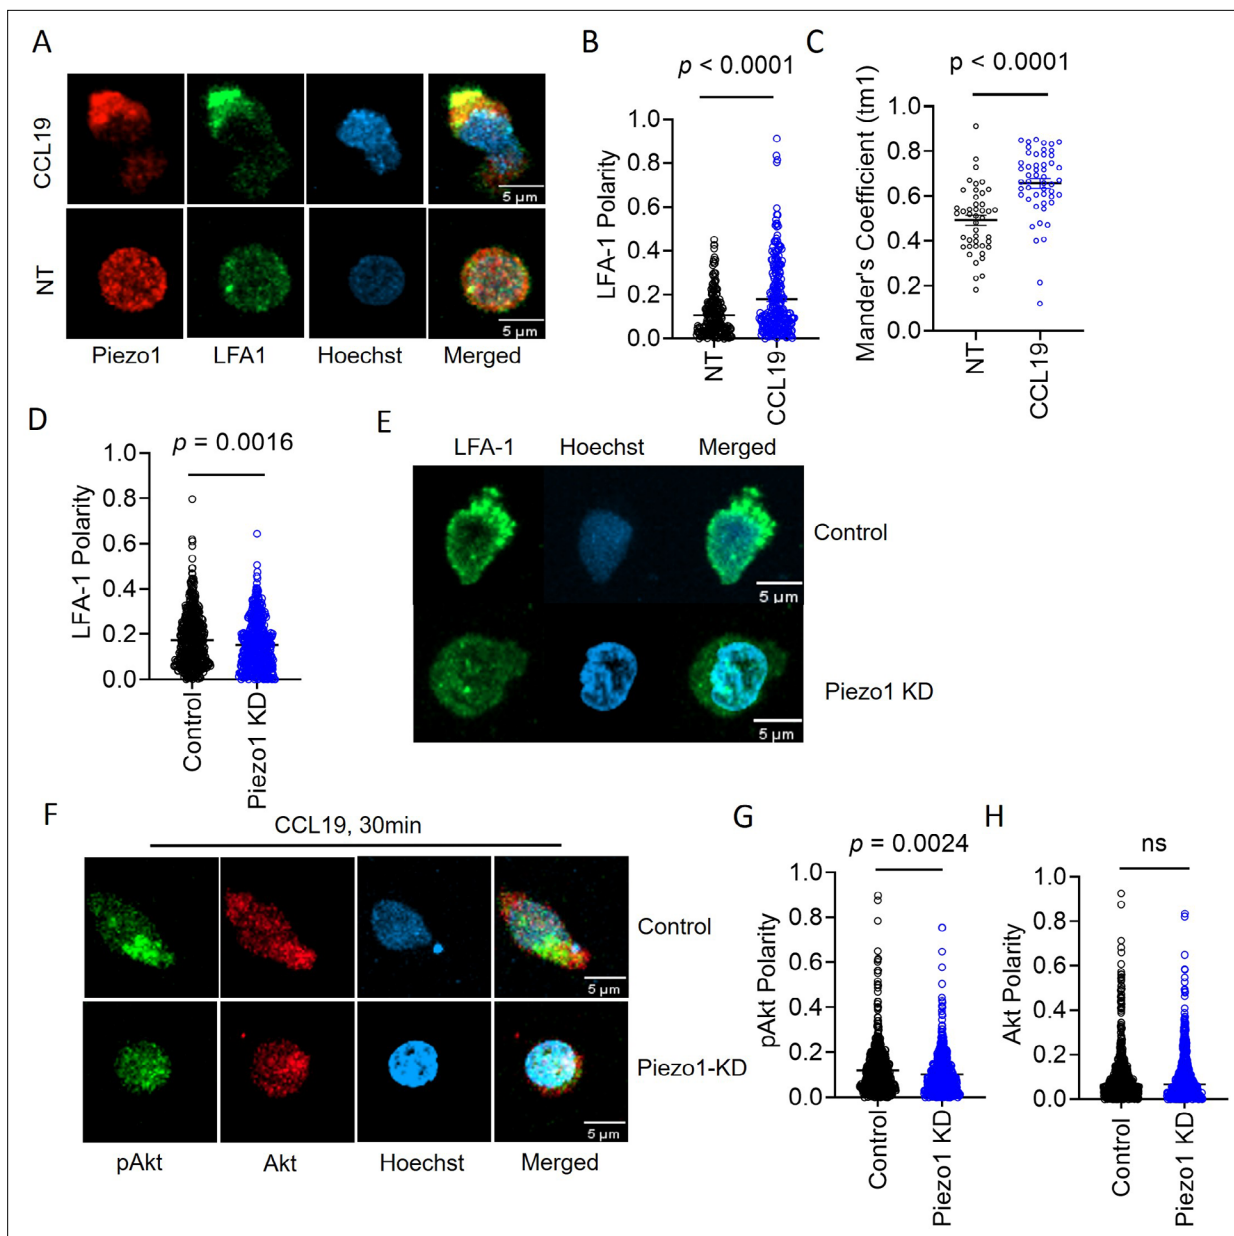 A
CCL19
NT
5 µm
5 µm
Piezo1 LFA1 Hoechst Merged
B
p < 0.0001
LFA-1 Polarity
1.0
0.8
0.6
0.4
0.2
0.0
NT
CCL19
C
p < 0.0001
Mander's Coefficient (tm1)
1.0
0.8
0.6
0.4
0.2
0.0
NT
CCL19
D
p = 0.0016
LFA-1 Polarity
1.0
0.8
0.6
0.4
0.2
0.0
Control
Piezo1 KD
E
LFA-1 Hoechst Merged
Control
5 µm
Piezo1 KD
5 µm
F
CCL19, 30min
Control
5 µm
Piezo1-KD
5 µm
pAkt Akt Hoechst Merged
G
p = 0.0024
pAkt Polarity
1.0
0.8
0.6
0.4
0.2
0.0
Control
Piezo1 KD
H
ns
Akt Polarity
1.0
0.8
0.6
0.4
0.2
0.0
Control
Piezo1 KD